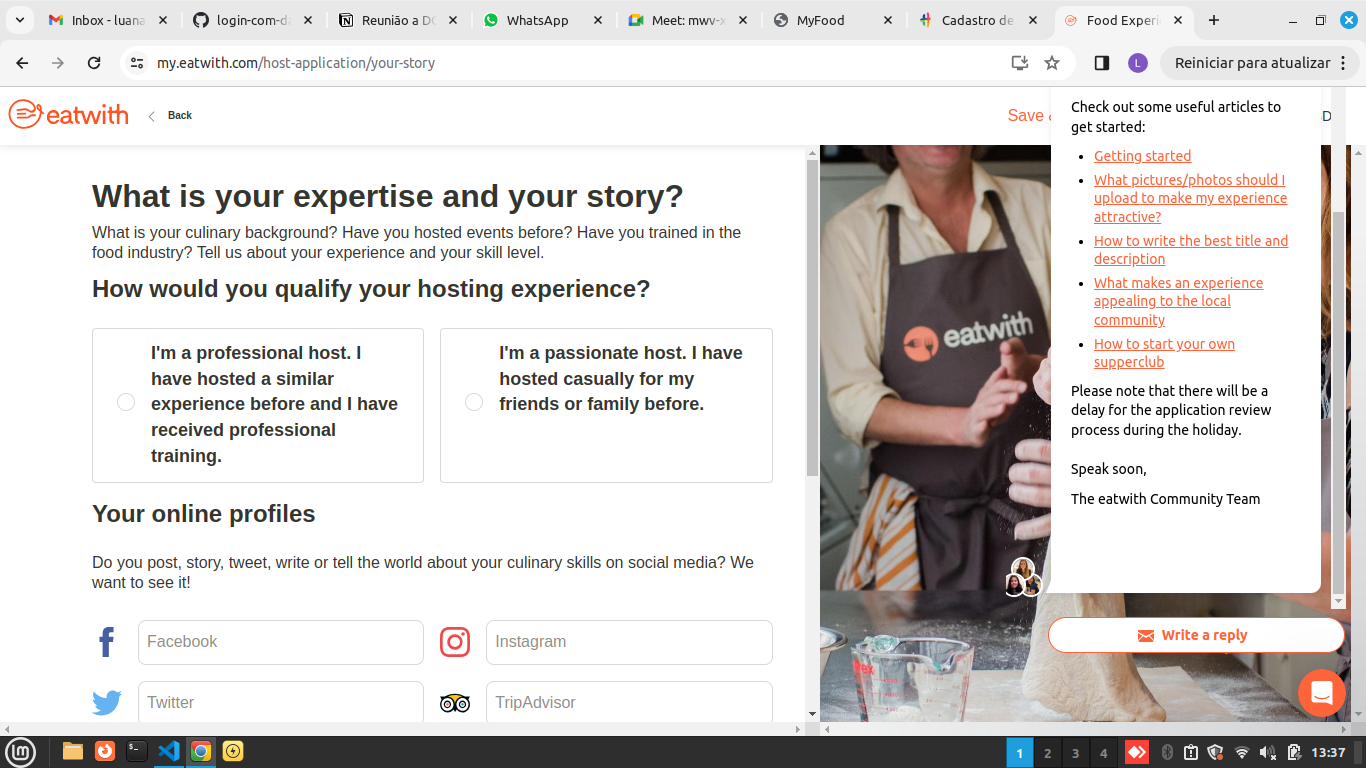 Inbox - luana
login-com-da
Reunião a DC
WhatsApp
Meet: mwv-x
MyFood
Cadastro de
Food Experi
my.eatwith.com/host-application/your-story
L
Reiniciar para atualizar
eatwith
Back
Save &
What is your expertise and your story?
What is your culinary background? Have you hosted events before? Have you trained in the
food industry? Tell us about your experience and your skill level.
How would you qualify your hosting experience?
I'm a professional host. I
have hosted a similar
experience before and I have
received professional
training.
I'm a passionate host. I have
hosted casually for my
friends or family before.
Your online profiles
Do you post, story, tweet, write or tell the world about your culinary skills on social media? We
want to see it!
Facebook
Instagram
Twitter
TripAdvisor
eatwith
Check out some useful articles to
get started:
Getting started
What pictures/photos should I
upload to make my experience
attractive?
How to write the best title and
description
What makes an experience
appealing to the local
community
How to start your own
supperclub
Please note that there will be a
delay for the application review
process during the holiday.
Speak soon,
The eatwith Community Team
Write a reply
1
2
3
4
13:37